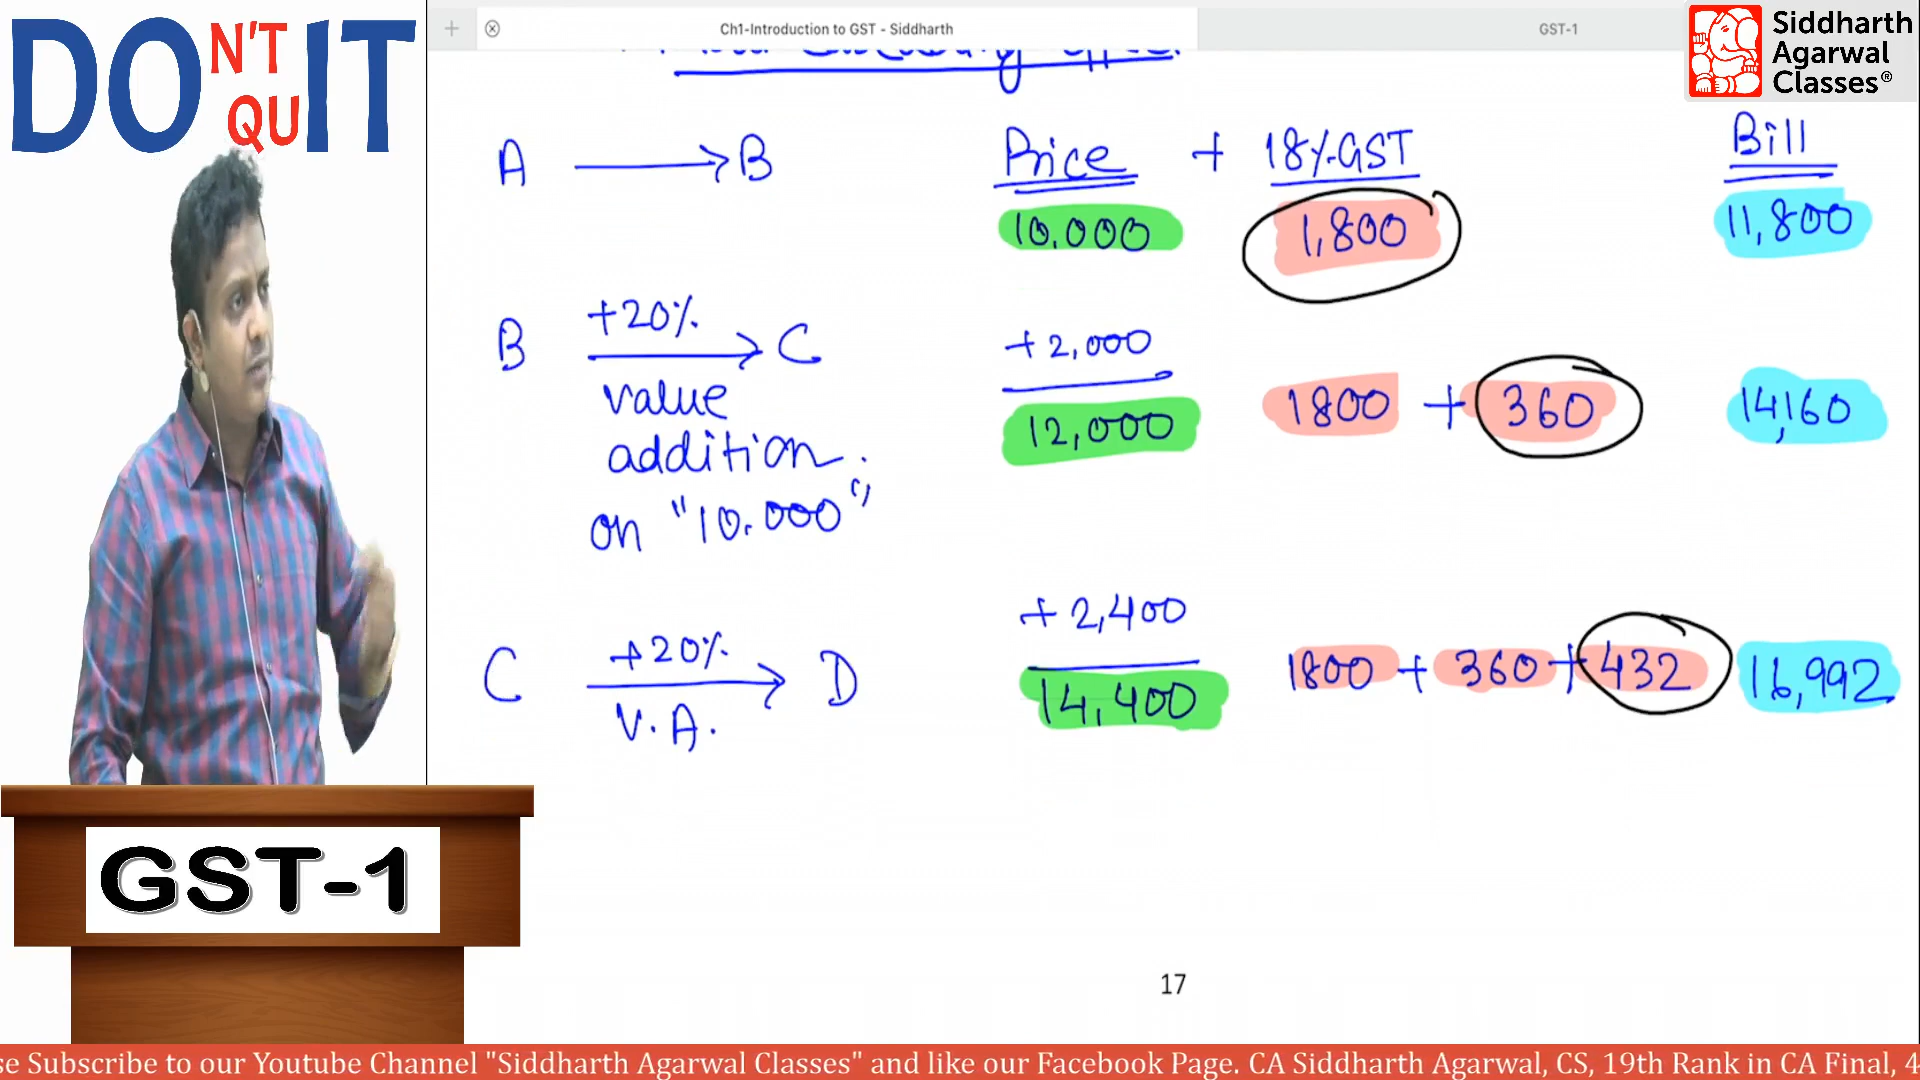 DON'T QUIT
Ch1-Introduction to GST - Siddharth
GST-1
Siddharth
Agarwal
Classes®
A → B
Price + 18%GST
Bill
10,000
1,800
11,800
B +20% → C
value
addition.
on "10.000"
+2,000
12,000
1800 + 360
14,160
C +20% → D
V.A.
+2,400
14,400
1800 + 360 + 432
16,992
GST-1
17
se Subscribe to our Youtube Channel "Siddharth Agarwal Classes" and like our Facebook Page. CA Siddharth Agarwal, CS, 19th Rank in CA Final, 4